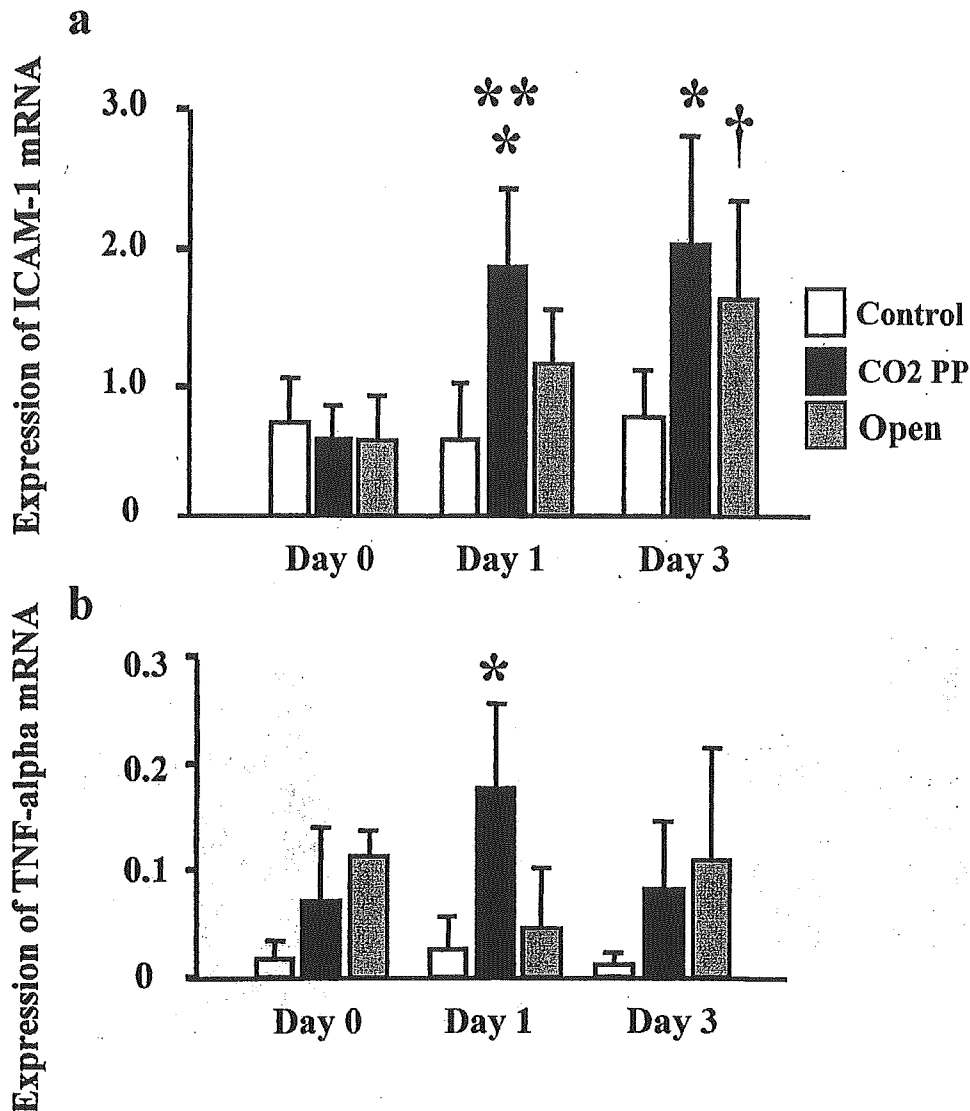 a
Expression of ICAM-1 mRNA
3.0
2.0
1.0
0
**
*
*
†
Day 0
Day 1
Day 3
Control
CO2 PP
Open
b
Expression of TNF-alpha mRNA
0.3
0.2
0.1
0
*
Day 0
Day 1
Day 3